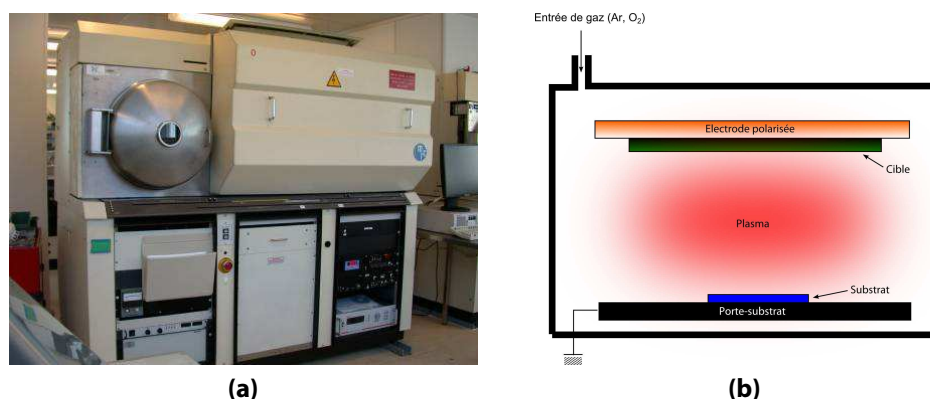 Entrée de gaz (Ar, O₂)
Electrode polarisée
Cible
Plasma
Substrat
Porte-substrat
(a)
(b)